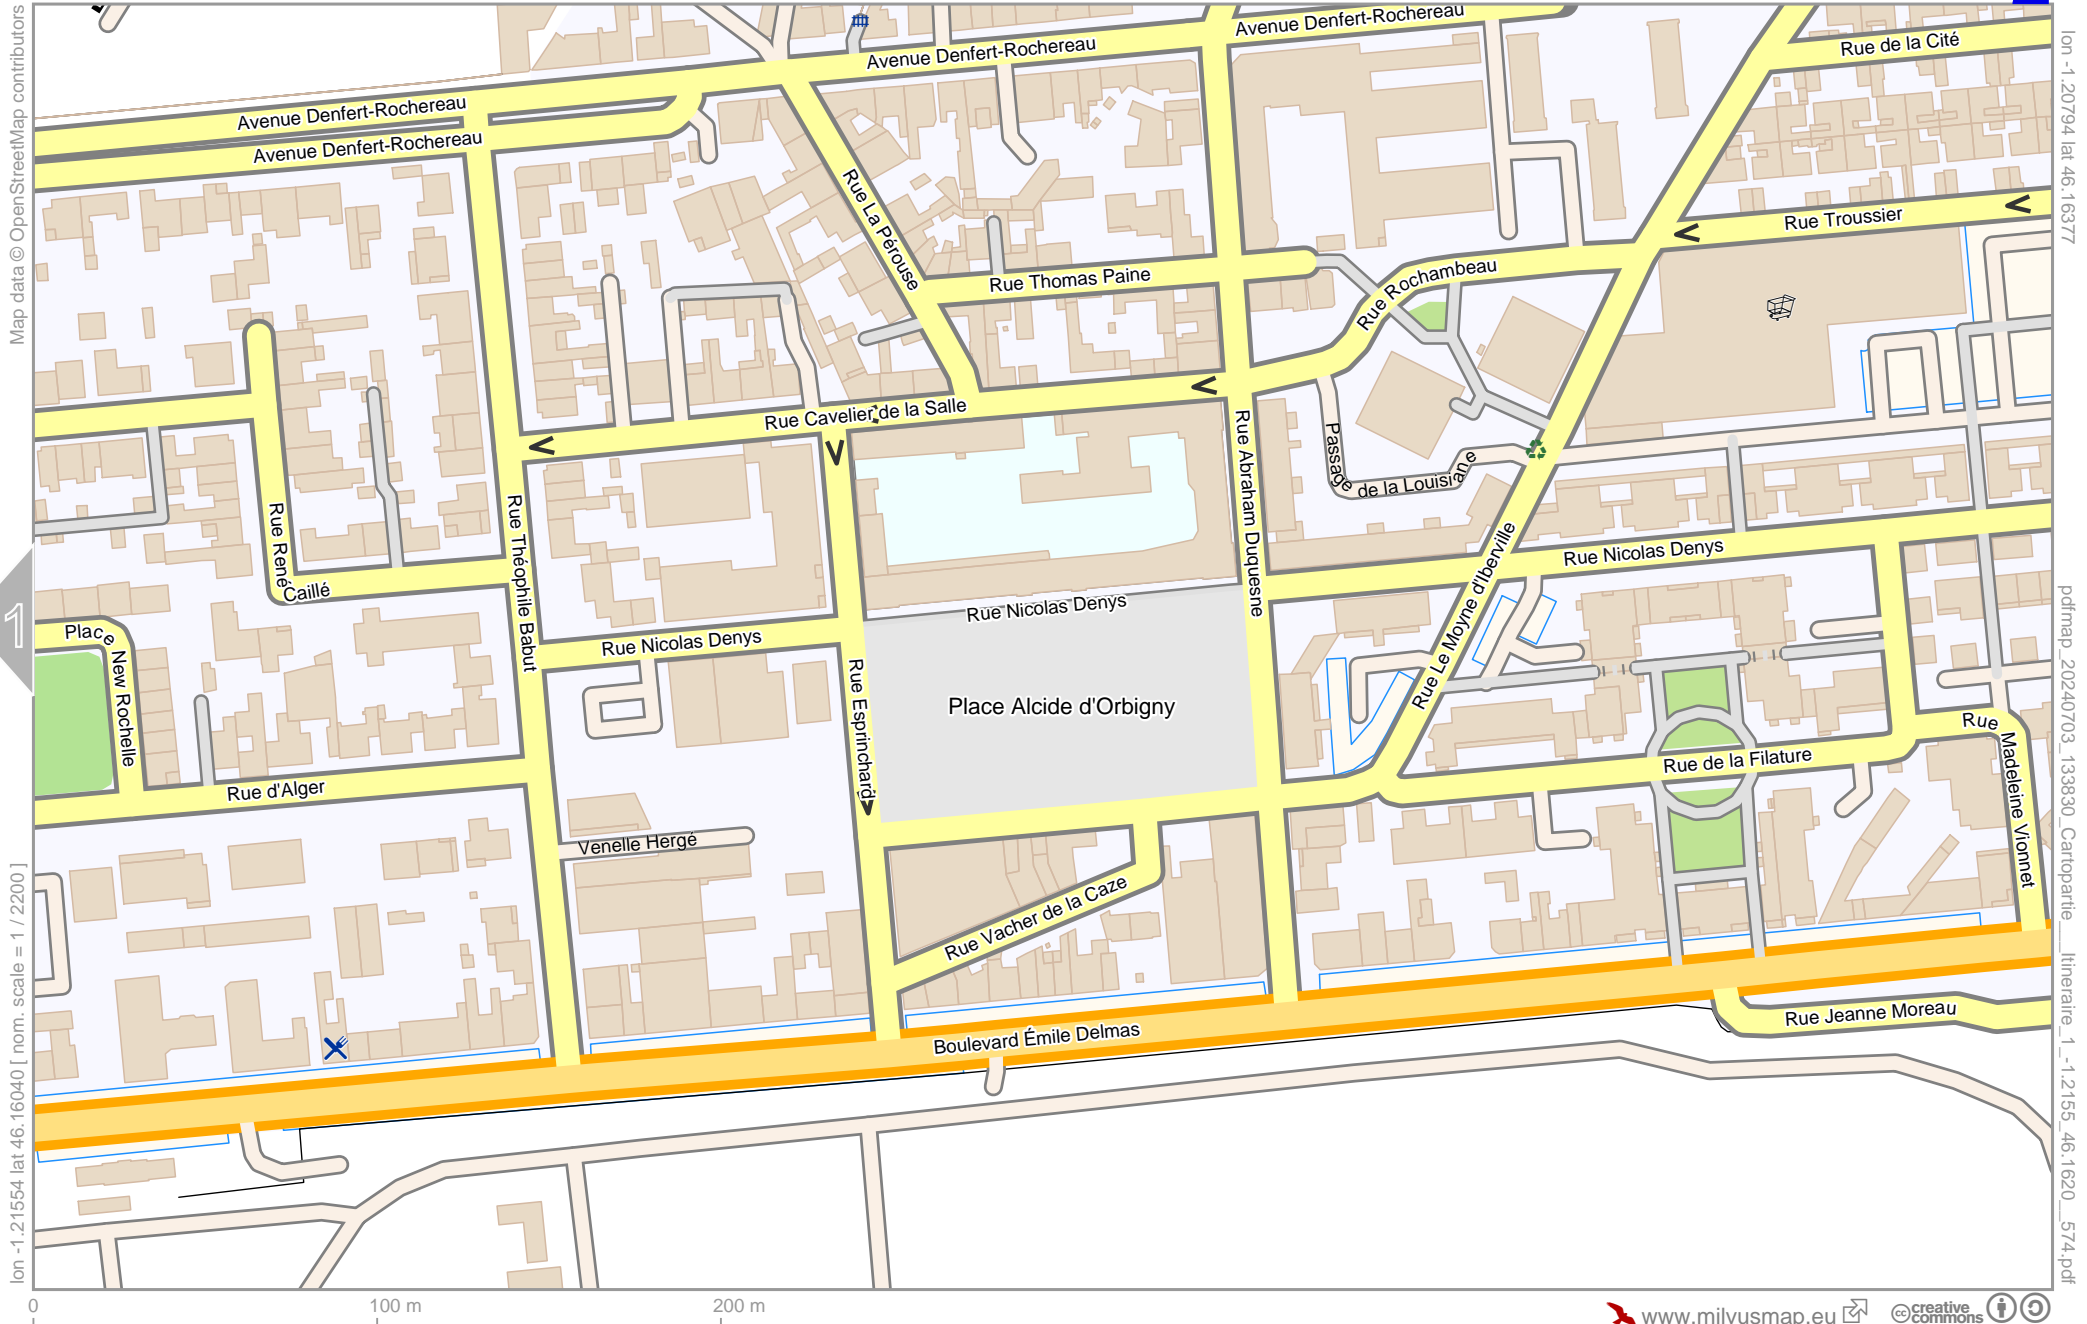 Avenue Denfert-Rochereau
Avenue Denfert-Rochereau
Rue de la Cité
Avenue Denfert-Rochereau
Avenue Denfert-Rochereau
Rue La Pérouse
Rue Troussier
Rue Thomas Paine
Rue Rochambeau
Rue Cavelier de la Salle
Rue Abraham Duquesne
Passage de la Louisiane
Rue René Caillé
Rue Théophile Babut
Rue Nicolas Denys
Rue Le Moyne d'Iberville
Rue Nicolas Denys
Rue Nicolas Denys
Place New Rochelle
Rue Esprinchard
Place Alcide d'Orbigny
Rue Madeleine Vionnet
Rue de la Filature
Rue d'Alger
Venelle Hergé
Rue Vacher de la Caze
Boulevard Émile Delmas
Rue Jeanne Moreau
1
Map data © OpenStreetMap contributors
lon -1.21554 lat 46.16040 [ nom. scale = 1 / 2200 ]
lon -1.20794 lat 46.16377
pdfmap_20240703_133830_Cartopartie___Itineraire_1_-1.2155_46.1620__574.pdf
0
100 m
200 m
www.milvusmap.eu
cc creative commons